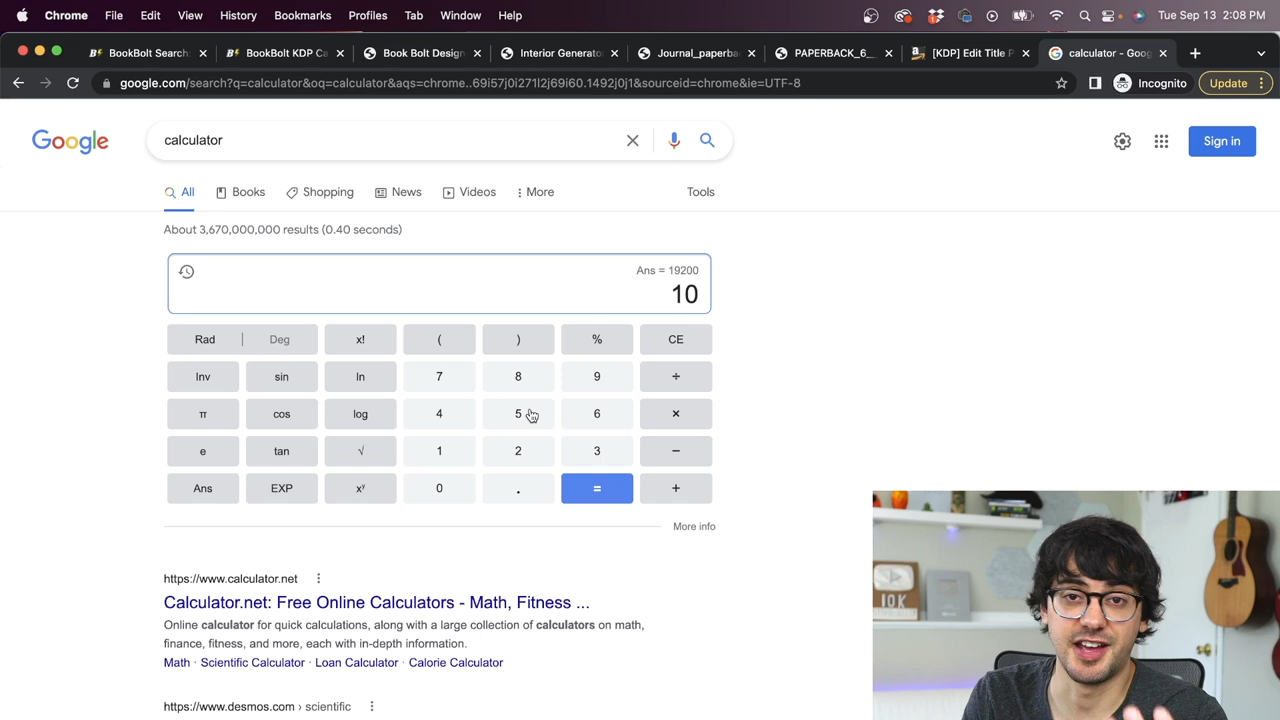 Chrome File Edit View History Bookmarks Profiles Tab Window Help Tue Sep 13 2:08 PM
BookBolt Search: BookBolt KDP Ca Book Bolt Design Interior Generato Journal_paperba PAPERBACK_6_ [KDP] Edit Title P calculator - Goog
google.com/search?q=calculator&oq=calculator&aqs=chrome..69i57j0i271l2j69i60.1492j0j1&sourceid=chrome&ie=UTF-8 Incognito Update
Google calculator Sign in
All Books Shopping News Videos More Tools
About 3,670,000,000 results (0.40 seconds)
Ans = 19200
10
Rad | Deg x! ( ) % CE
Inv sin ln 7 8 9 ÷
π cos log 4 5 6 ×
e tan √ 1 2 3 −
Ans EXP xʸ 0 . = +
More info
https://www.calculator.net
Calculator.net: Free Online Calculators - Math, Fitness ...
Online calculator for quick calculations, along with a large collection of calculators on math,
finance, fitness, and more, each with in-depth information.
Math · Scientific Calculator · Loan Calculator · Calorie Calculator
https://www.desmos.com › scientific
10K